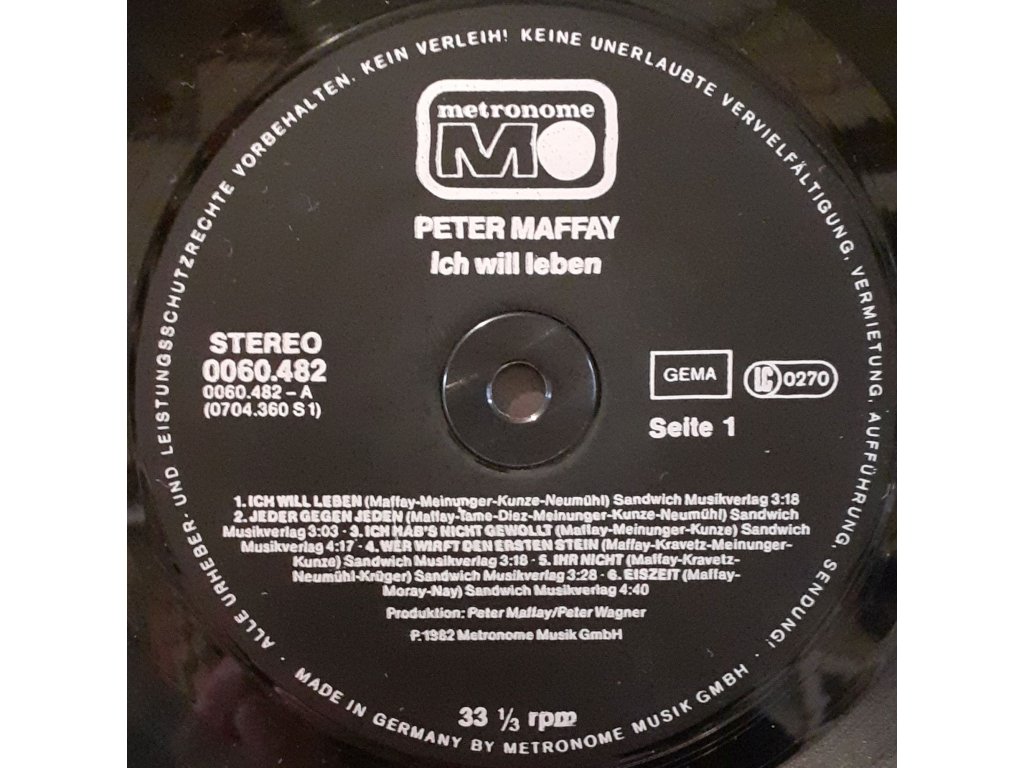 ALLE URHEBER- UND LEISTUNGSSCHUTZRECHTE VORBEHALTEN. KEIN VERLEIH! KEINE UNERLAUBTE VERVIELFÄLTIGUNG, VERMIETUNG, AUFFÜHRUNG, SENDUNG!
metronome
MO
PETER MAFFAY
Ich will leben
STEREO
0060.482
0060.482 – A
(0704.360 S 1)
GEMA
LC 0270
Seite 1
1. ICH WILL LEBEN (Maffay-Meinunger-Kunze-Neumühl) Sandwich Musikverlag 3:18
2. JEDER GEGEN JEDEN (Maffay-Tame-Diez-Meinunger-Kunze-Neumühl) Sandwich
Musikverlag 3:03 · 3. ICH HAB'S NICHT GEWOLLT (Maffay-Meinunger-Kunze) Sandwich
Musikverlag 4:17 · 4. WER WIRFT DEN ERSTEN STEIN (Maffay-Kravetz-Meinunger-
Kunze) Sandwich Musikverlag 3:18 · 5. IHR NICHT (Maffay-Kravetz-
Neumühl-Krüger) Sandwich Musikverlag 3:28 · 6. EISZEIT (Maffay-
Moray-Nay) Sandwich Musikverlag 4:40
Produktion: Peter Maffay/Peter Wagner
P. 1982 Metronome Musik GmbH
33 ⅓ rpm
· MADE IN GERMANY BY METRONOME MUSIK GMBH ·